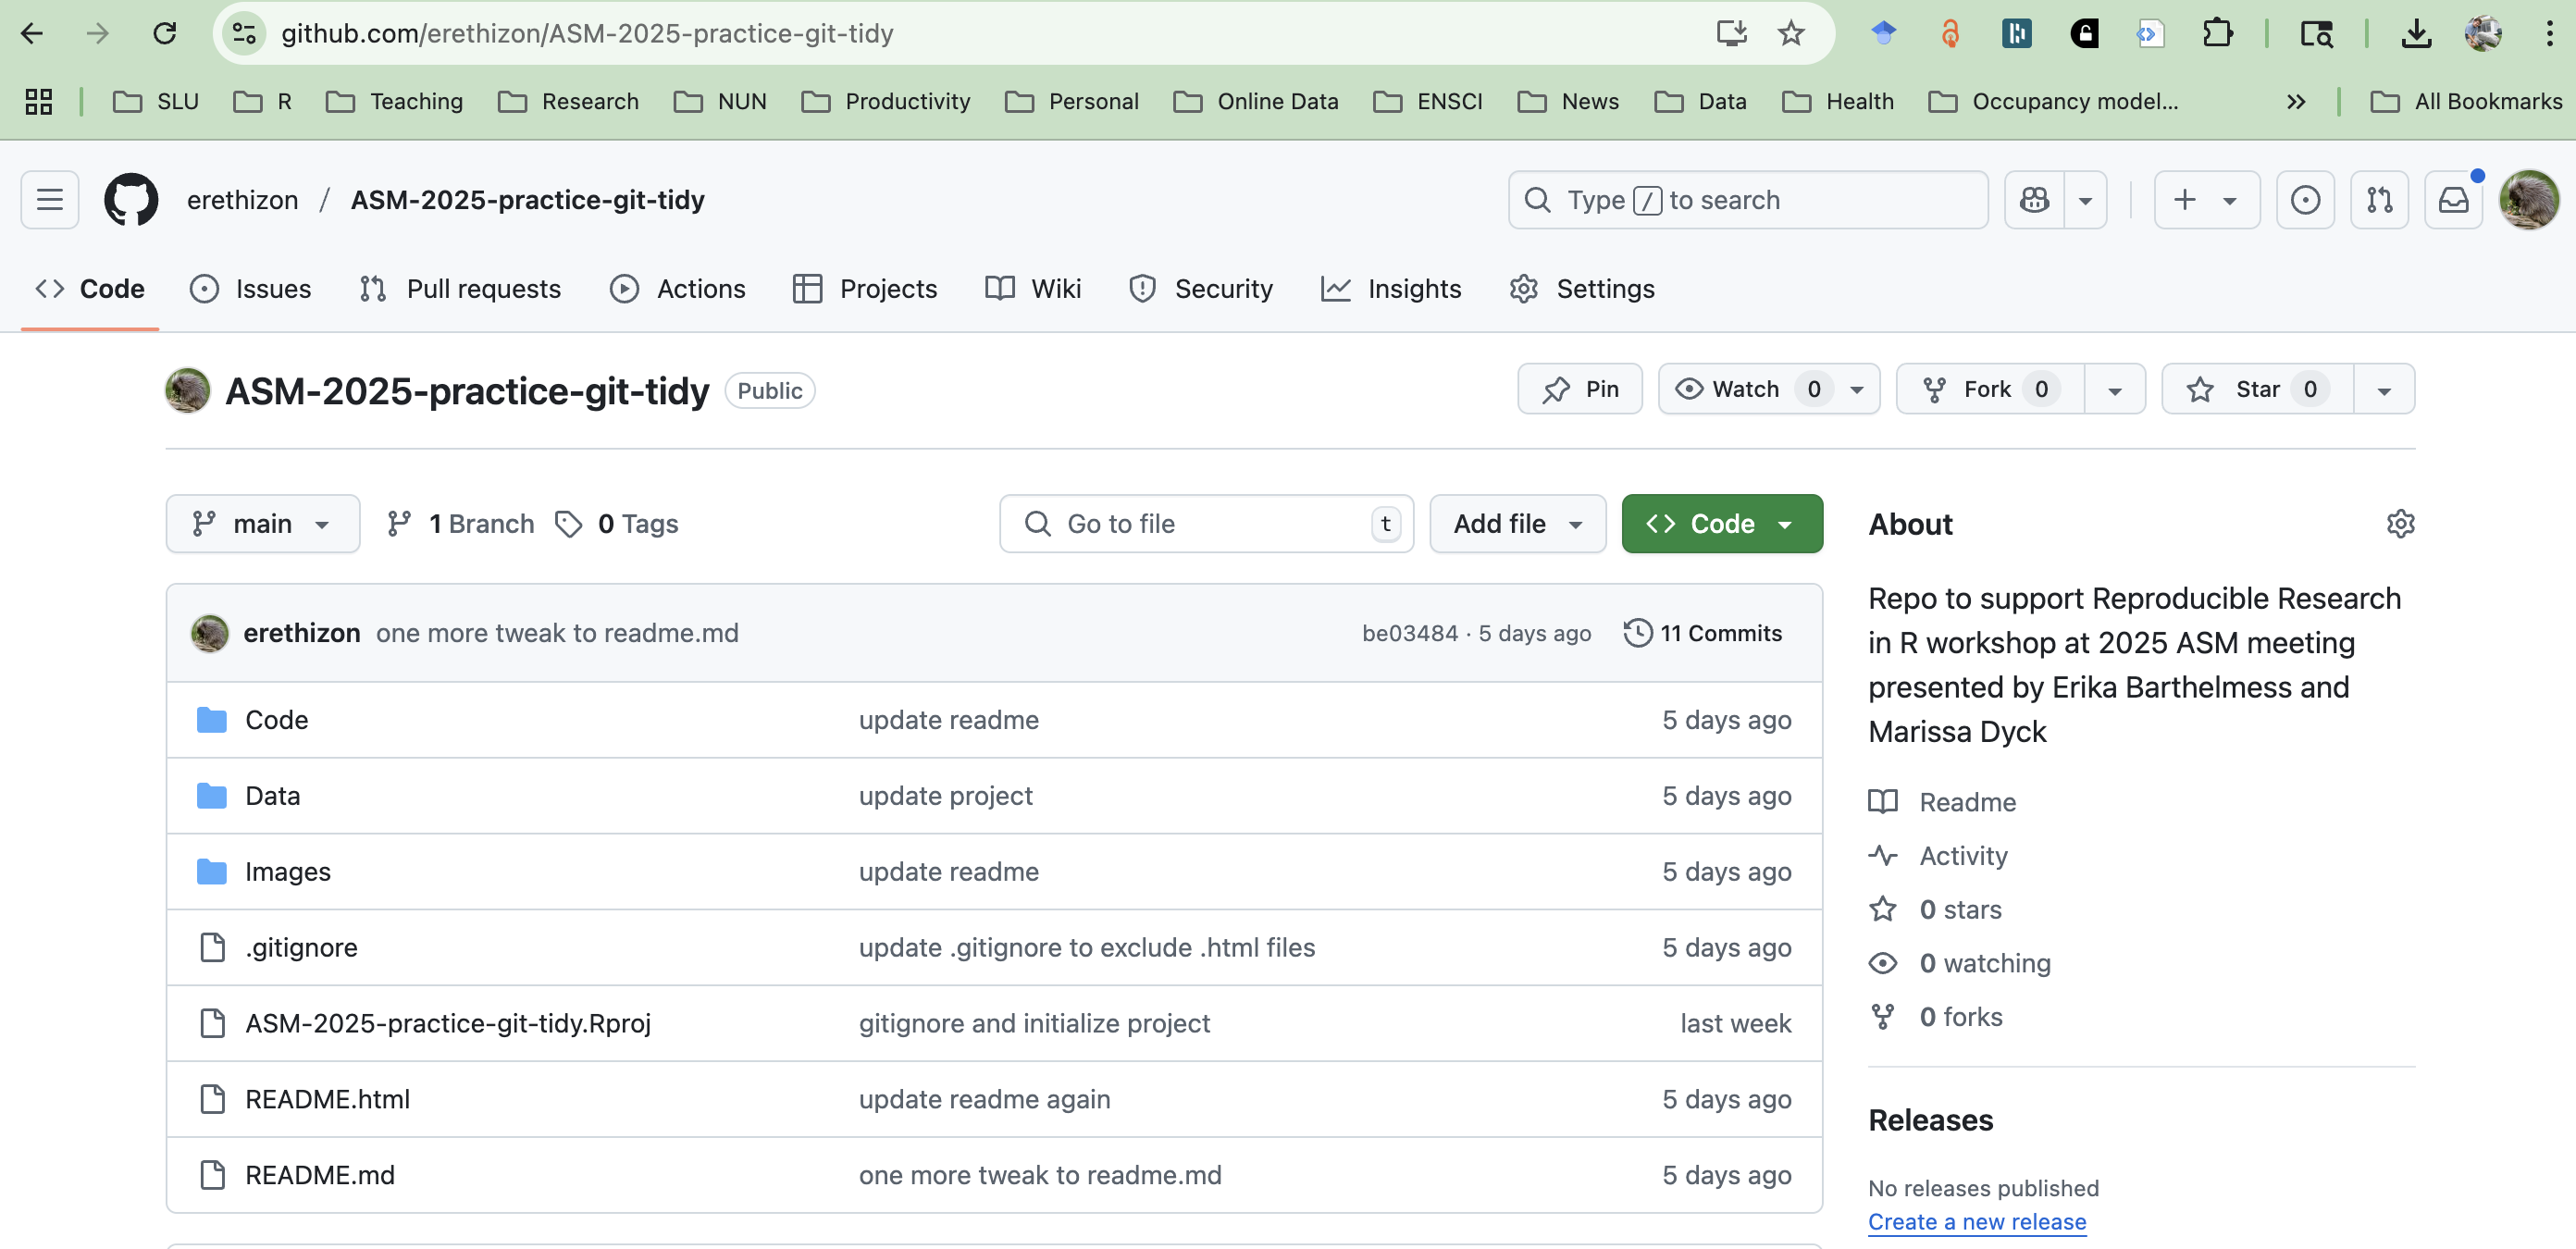 github.com/erethizon/ASM-2025-practice-git-tidy
SLU R Teaching Research NUN Productivity Personal Online Data ENSCI News Data Health Occupancy model... » All Bookmarks
erethizon / ASM-2025-practice-git-tidy Type / to search
Code Issues Pull requests Actions Projects Wiki Security Insights Settings
ASM-2025-practice-git-tidy Public Pin Watch 0 Fork 0 Star 0
main 1 Branch 0 Tags Go to file t Add file Code
erethizon one more tweak to readme.md be03484 · 5 days ago 11 Commits
Code update readme 5 days ago
Data update project 5 days ago
Images update readme 5 days ago
.gitignore update .gitignore to exclude .html files 5 days ago
ASM-2025-practice-git-tidy.Rproj gitignore and initialize project last week
README.html update readme again 5 days ago
README.md one more tweak to readme.md 5 days ago
About
Repo to support Reproducible Research
in R workshop at 2025 ASM meeting
presented by Erika Barthelmess and
Marissa Dyck
Readme
Activity
0 stars
0 watching
0 forks
Releases
No releases published
Create a new release